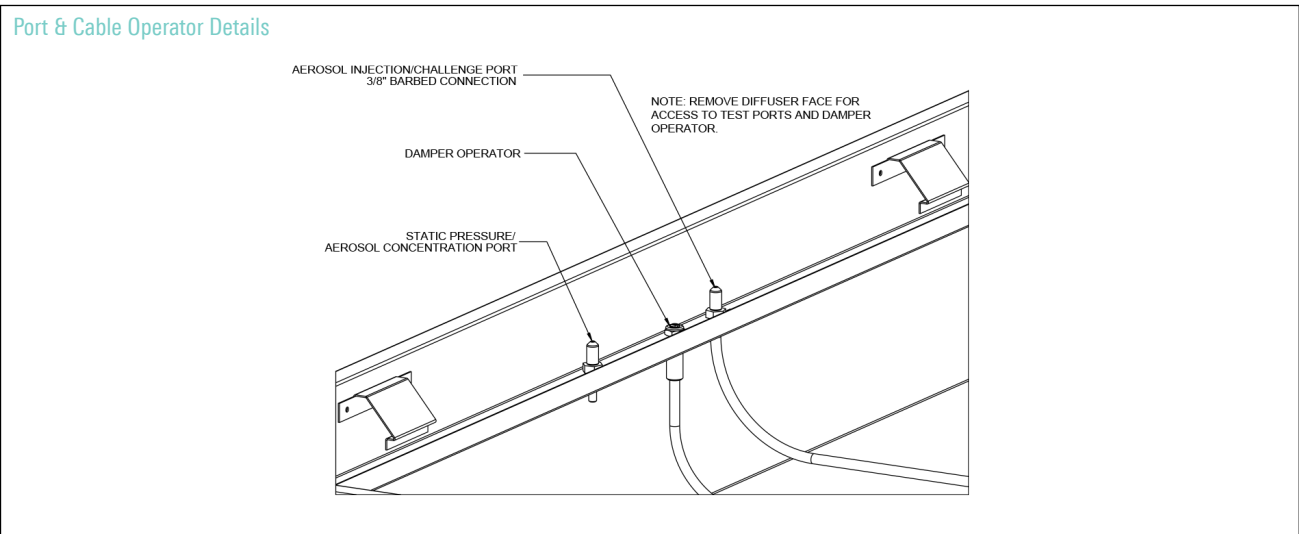 Port & Cable Operator Details
AEROSOL INJECTION/CHALLENGE PORT
3/8" BARBED CONNECTION
NOTE: REMOVE DIFFUSER FACE FOR
ACCESS TO TEST PORTS AND DAMPER
OPERATOR.
DAMPER OPERATOR
STATIC PRESSURE/
AEROSOL CONCENTRATION PORT